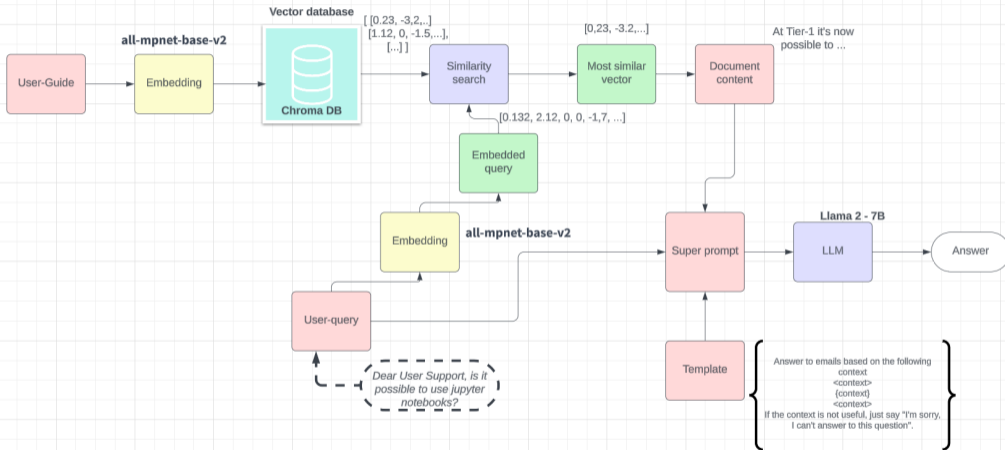 Vector database
[ [0.23, -3,2,..]
[1.12, 0, -1.5,...],
[...] ]
all-mpnet-base-v2
User-Guide
Embedding
Chroma DB
Similarity
search
[0,23, -3.2,...]
Most similar
vector
Document
content
At Tier-1 it's now
possible to ...
[0.132, 2.12, 0, 0, -1,7, ...]
Embedded
query
Embedding
all-mpnet-base-v2
User-query
Dear User Support, is it
possible to use jupyter
notebooks?
Super prompt
Llama 2 - 7B
LLM
Answer
Template
Answer to emails based on the following
context
<context>
{context}
<context>
If the context is not useful, just say "I'm sorry,
I can't answer to this question".